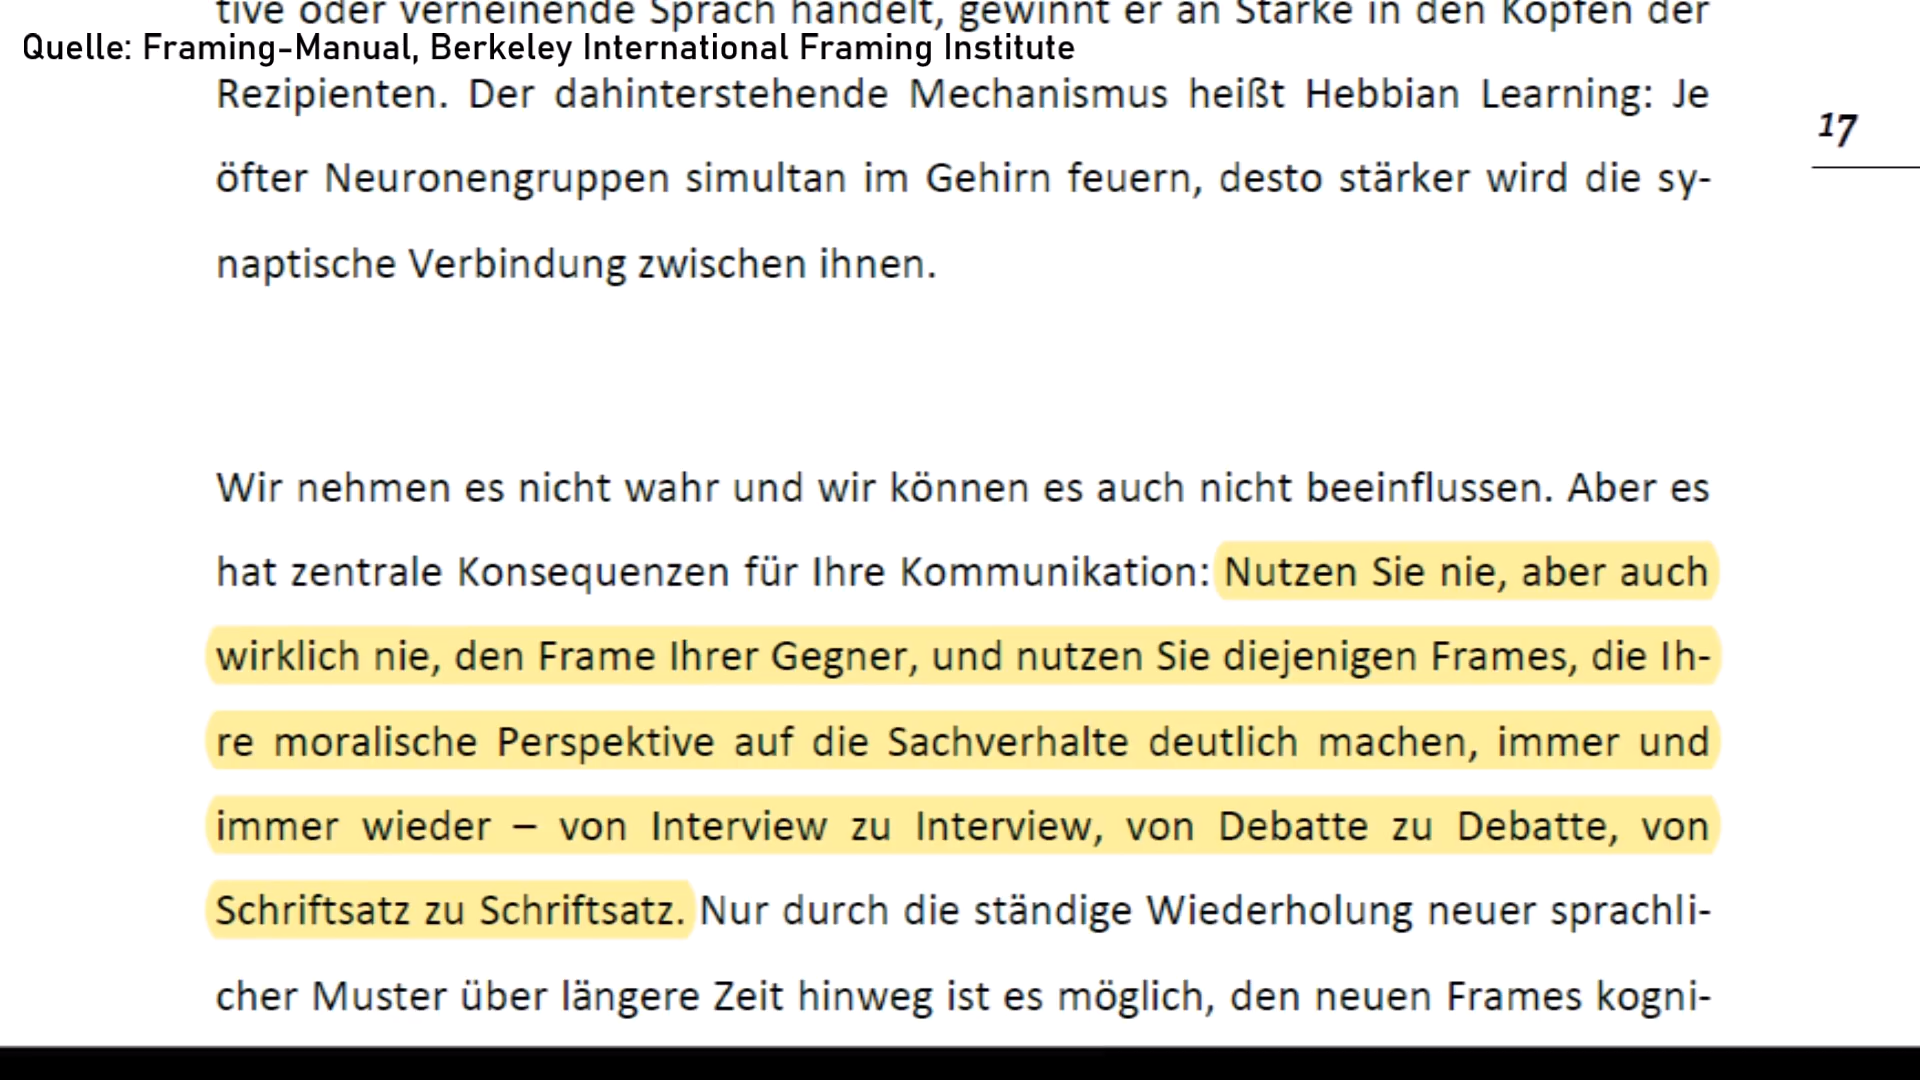 tive oder verneinende Sprach handelt, gewinnt er an Stärke in den Köpfen der
Quelle: Framing-Manual, Berkeley International Framing Institute
Rezipienten. Der dahinterstehende Mechanismus heißt Hebbian Learning: Je
17
öfter Neuronengruppen simultan im Gehirn feuern, desto stärker wird die sy-
naptische Verbindung zwischen ihnen.
Wir nehmen es nicht wahr und wir können es auch nicht beeinflussen. Aber es
hat zentrale Konsequenzen für Ihre Kommunikation: Nutzen Sie nie, aber auch
wirklich nie, den Frame Ihrer Gegner, und nutzen Sie diejenigen Frames, die Ih-
re moralische Perspektive auf die Sachverhalte deutlich machen, immer und
immer wieder – von Interview zu Interview, von Debatte zu Debatte, von
Schriftsatz zu Schriftsatz. Nur durch die ständige Wiederholung neuer sprachli-
cher Muster über längere Zeit hinweg ist es möglich, den neuen Frames kogni-